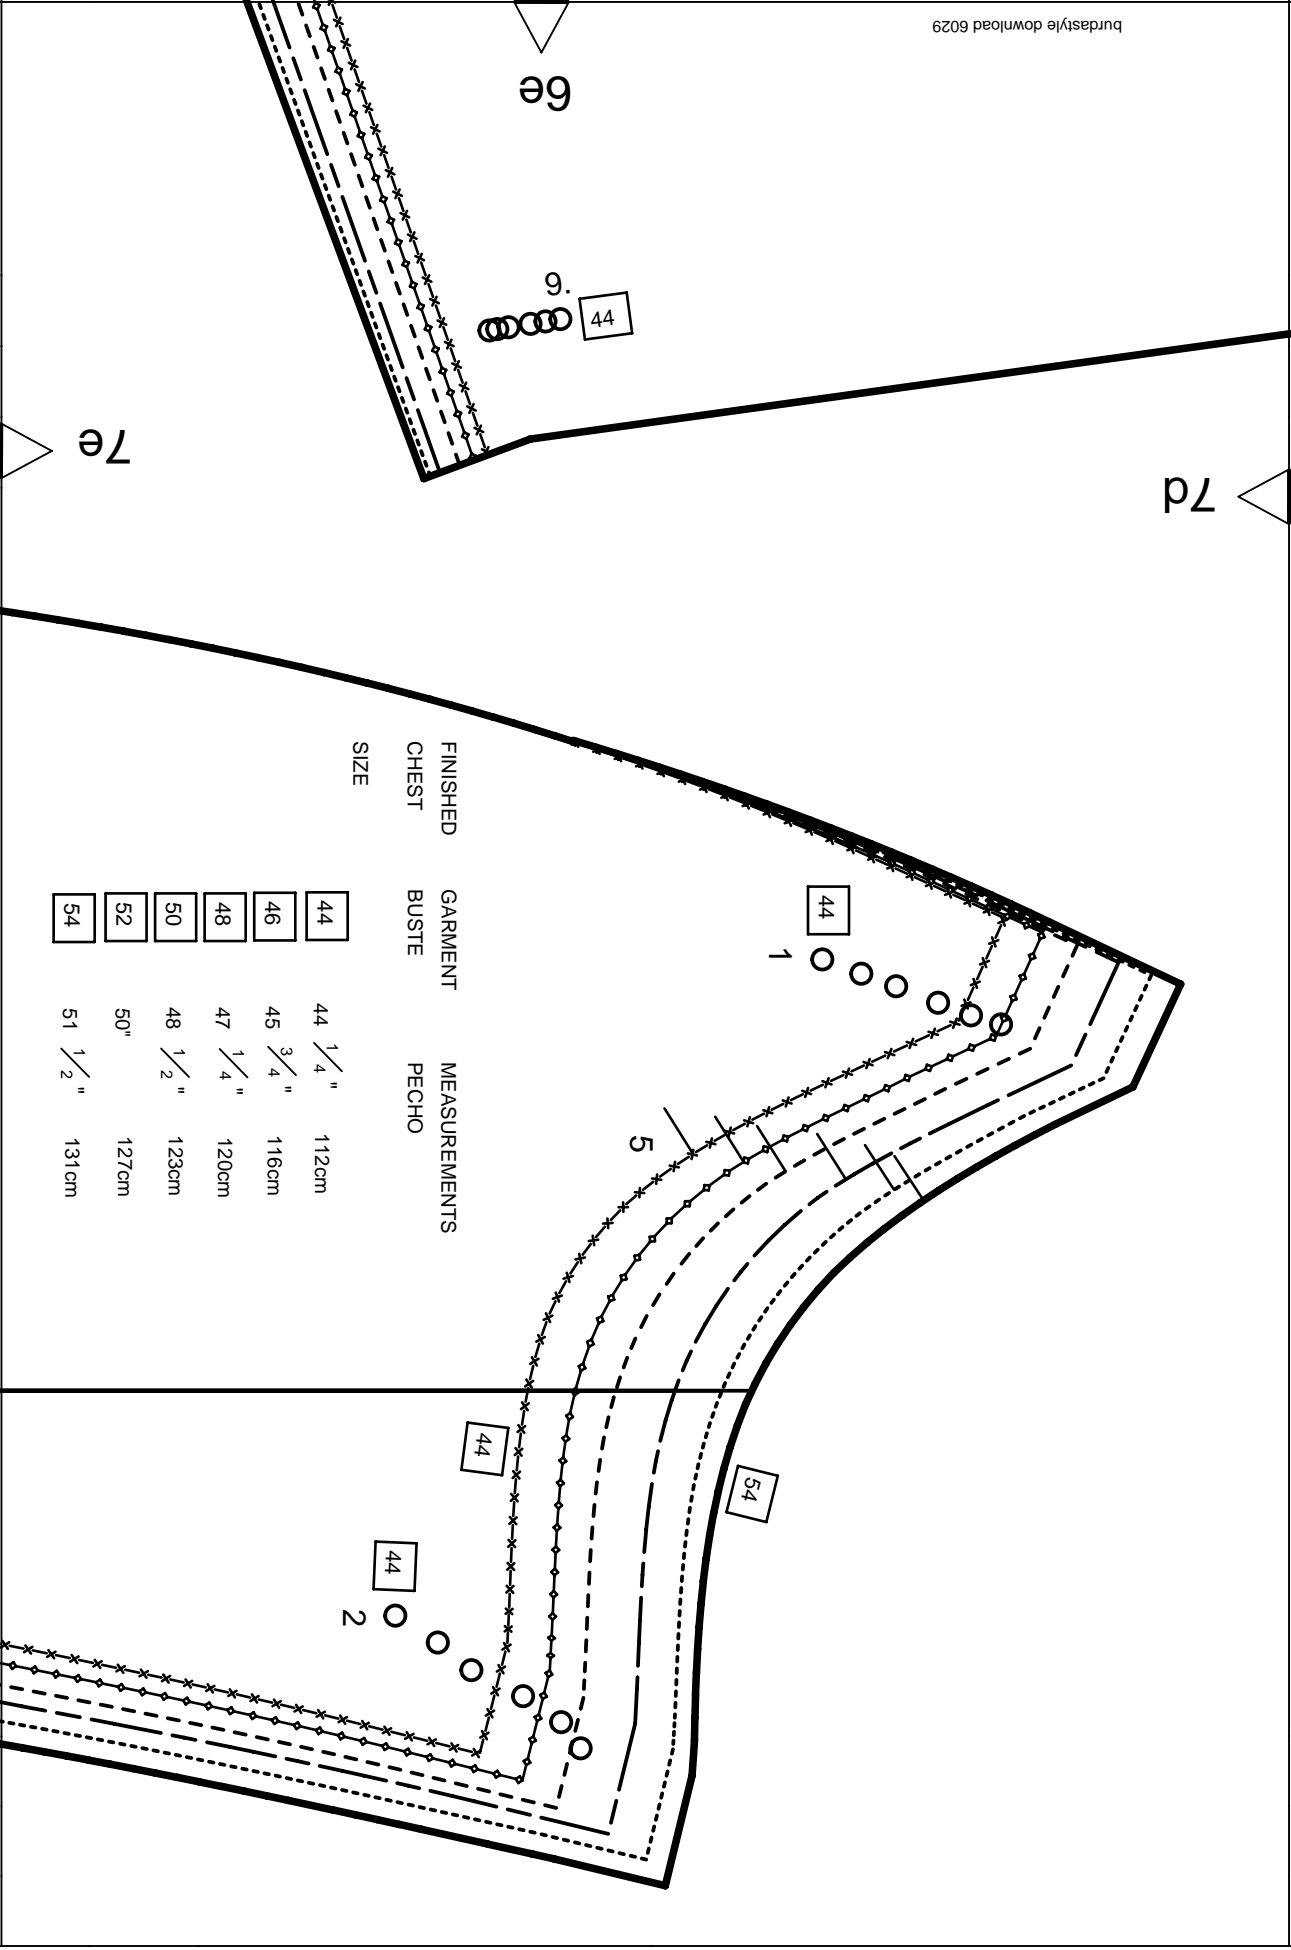 burdastyle download 6029
6e
9.
44
7e
7d
FINISHED GARMENT MEASUREMENTS
CHEST BUSTE PECHO
SIZE
44 44 1/4 " 112cm
46 45 3/4 " 116cm
48 47 1/4 " 120cm
50 48 1/2 " 123cm
52 50" 127cm
54 51 1/2 " 131cm
44
1
5
44
54
44
2